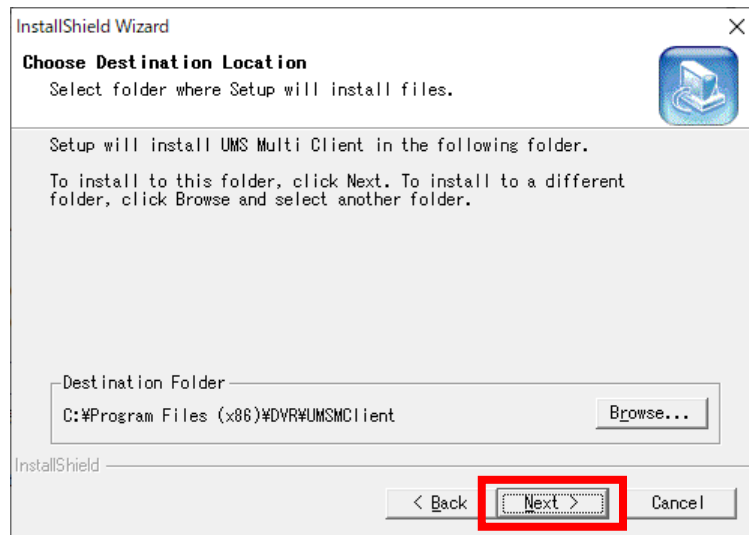 InstallShield Wizard
Choose Destination Location
Select folder where Setup will install files.
Setup will install UMS Multi Client in the following folder.
To install to this folder, click Next. To install to a different
folder, click Browse and select another folder.
Destination Folder
C:¥Program Files (x86)¥DVR¥UMSMClient
Browse...
InstallShield
< Back
Next >
Cancel